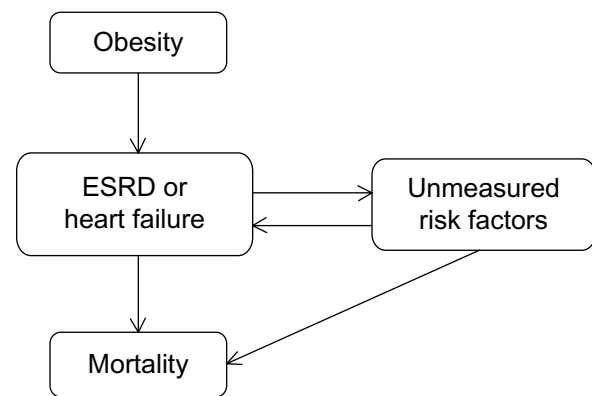 Obesity
ESRD or
heart failure
Unmeasured
risk factors
Mortality